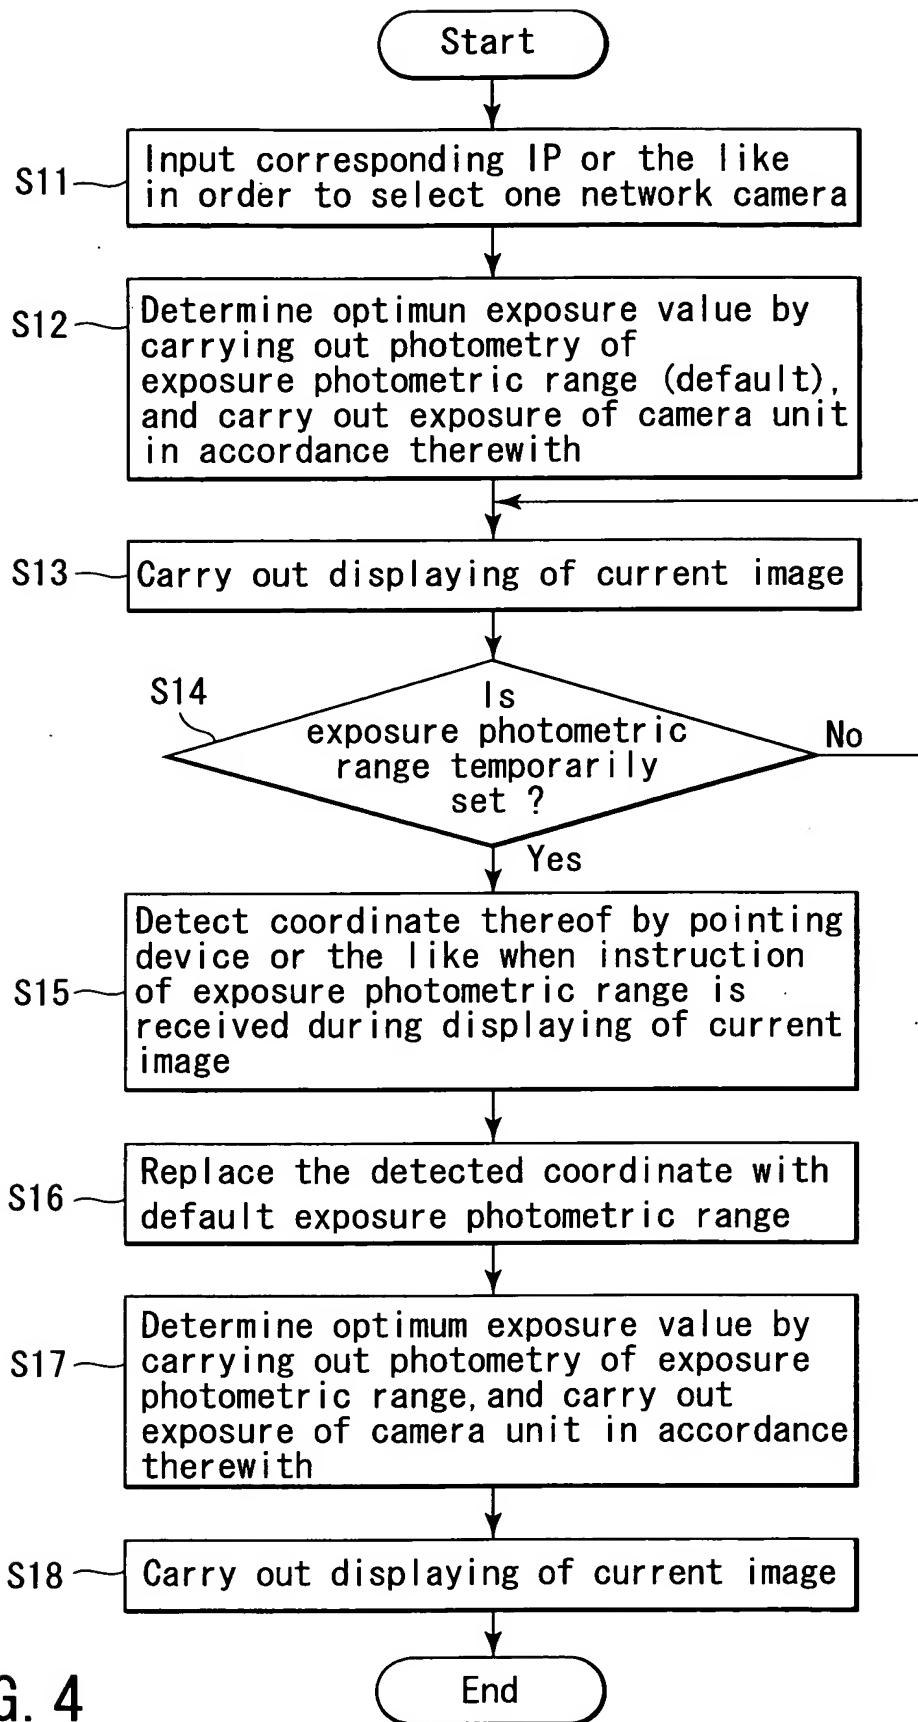 Start
S11
Input corresponding IP or the like
in order to select one network camera
S12
Determine optimun exposure value by
carrying out photometry of
exposure photometric range (default),
and carry out exposure of camera unit
in accordance therewith
S13
Carry out displaying of current image
S14
Is
exposure photometric
range temporarily
set ?
No
Yes
S15
Detect coordinate thereof by pointing
device or the like when instruction
of exposure photometric range is
received during displaying of current
image
S16
Replace the detected coordinate with
default exposure photometric range
S17
Determine optimum exposure value by
carrying out photometry of exposure
photometric range, and carry out
exposure of camera unit in accordance
therewith
S18
Carry out displaying of current image
End
G. 4